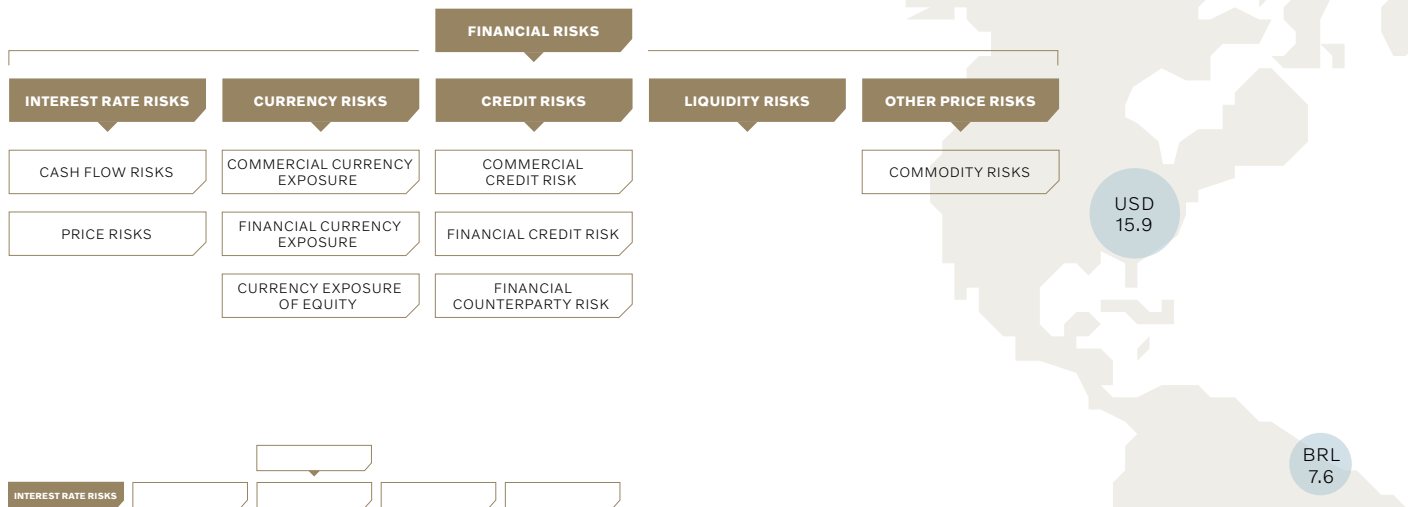 FINANCIAL RISKS
INTEREST RATE RISKS
CURRENCY RISKS
CREDIT RISKS
LIQUIDITY RISKS
OTHER PRICE RISKS
CASH FLOW RISKS
COMMERCIAL CURRENCY
EXPOSURE
COMMERCIAL
CREDIT RISK
COMMODITY RISKS
PRICE RISKS
FINANCIAL CURRENCY
EXPOSURE
FINANCIAL CREDIT RISK
CURRENCY EXPOSURE
OF EQUITY
FINANCIAL
COUNTERPARTY RISK
USD
15.9
BRL
7.6
INTEREST RATE RISKS